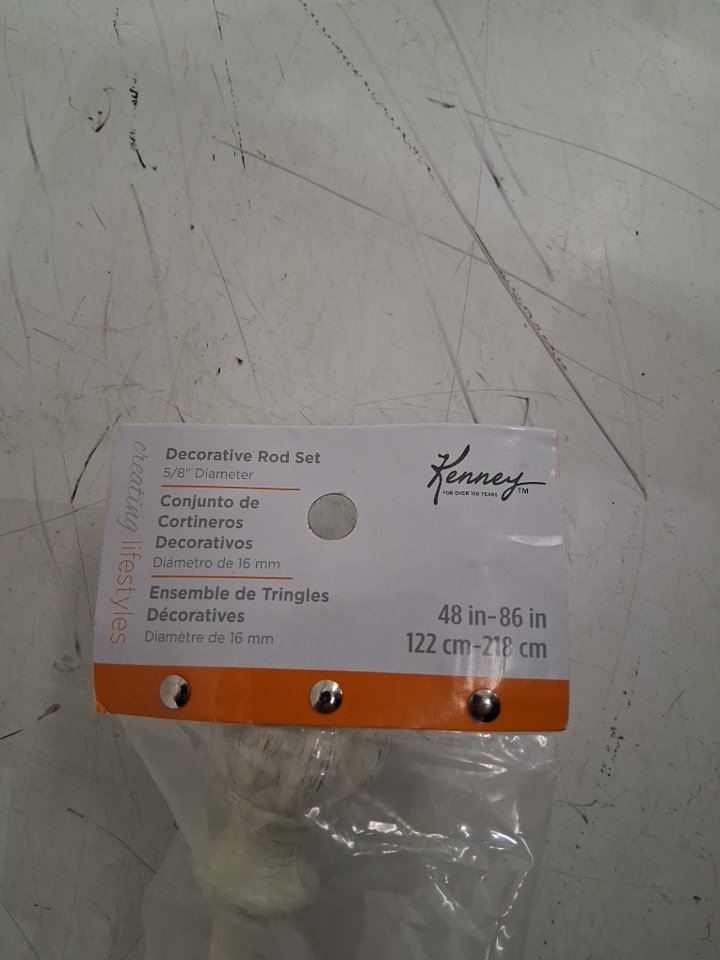 creating lifestyles
Decorative Rod Set
5/8" Diameter
Conjunto de
Cortineros
Decorativos
Diámetro de 16 mm
Ensemble de Tringles
Décoratives
Diamètre de 16 mm
Kenney™
FOR OVER 100 YEARS
48 in-86 in
122 cm-218 cm